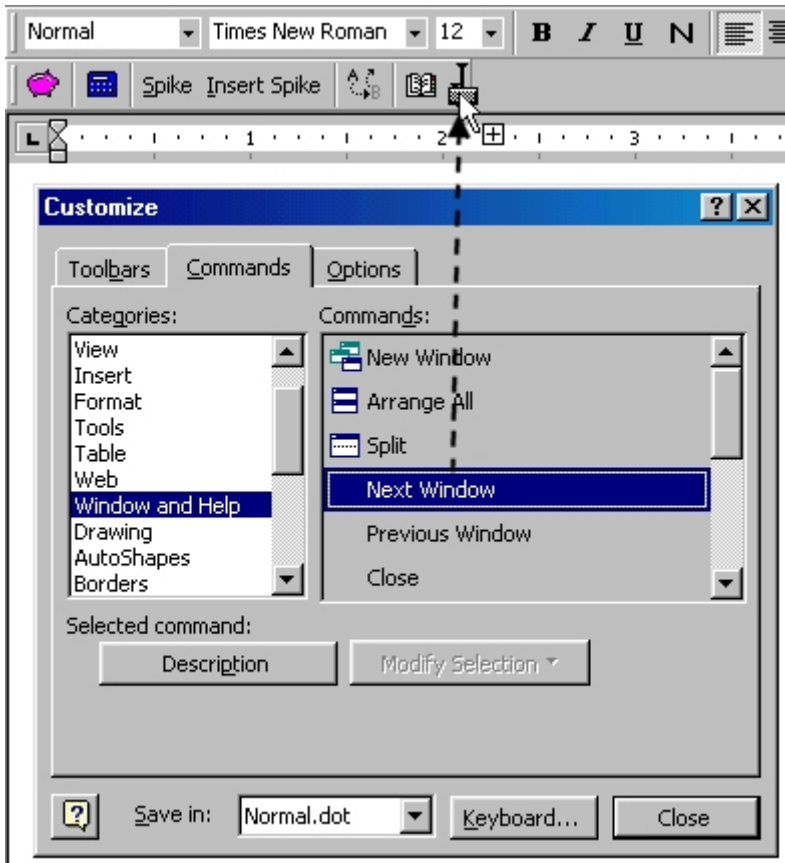 Normal Times New Roman 12 B I U N
Spike Insert Spike A B
L 1 2 3
Customize ? X
Toolbars Commands Options
Categories: Commands:
View
Insert
Format
Tools
Table
Web
Window and Help
Drawing
AutoShapes
Borders
New Window
Arrange All
Split
Next Window
Previous Window
Close
Selected command:
Description Modify Selection
? Save in: Normal.dot Keyboard... Close